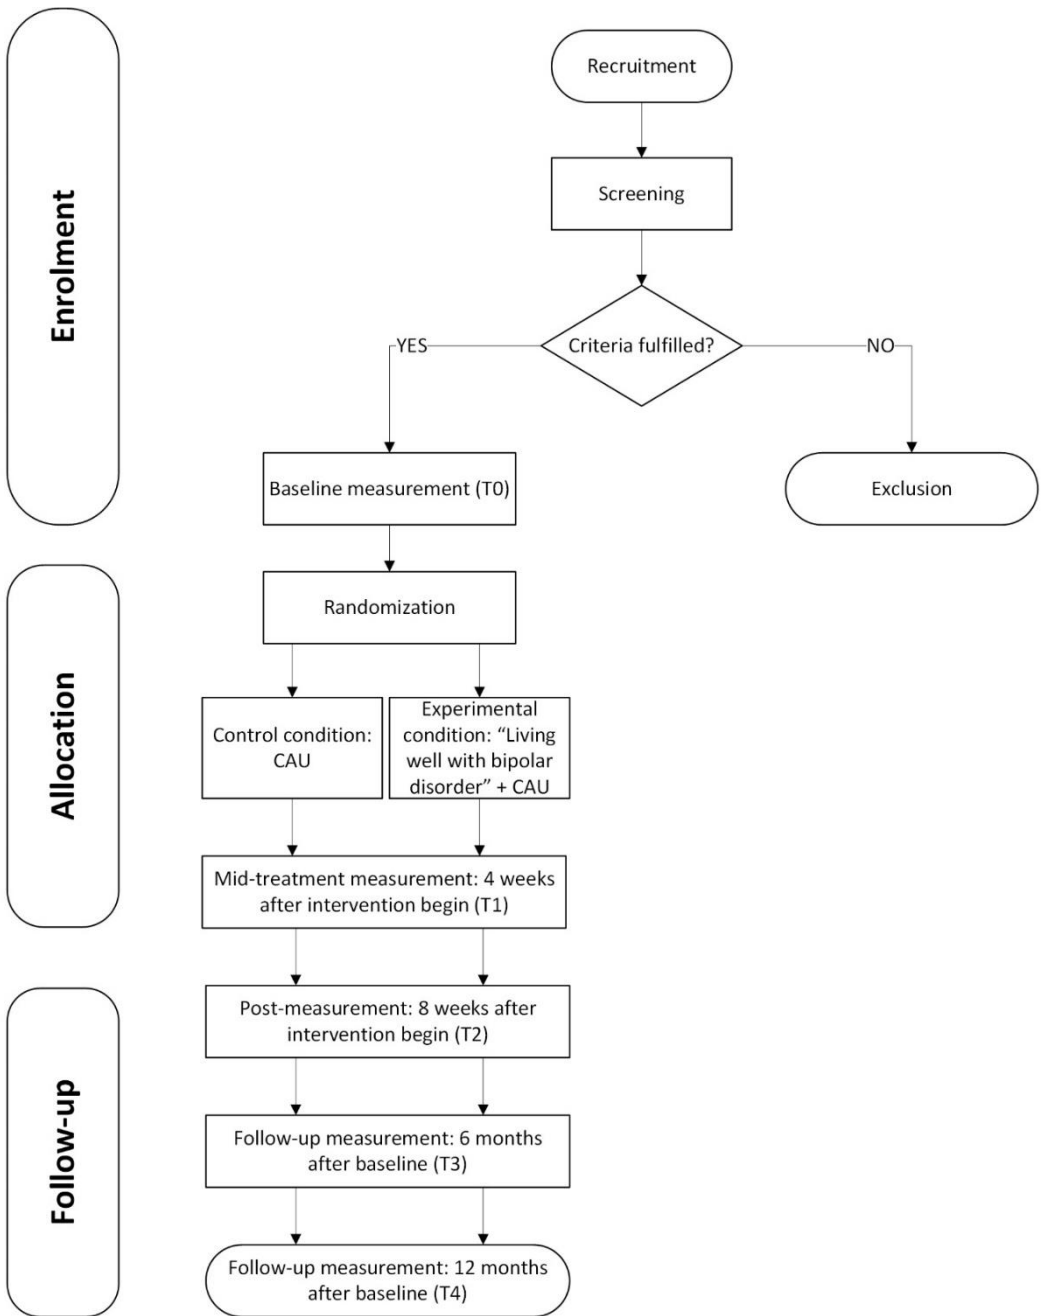 Enrolment
Recruitment
Screening
Criteria fulfilled?
YES
NO
Baseline measurement (T0)
Exclusion
Allocation
Randomization
Control condition:
CAU
Experimental
condition: “Living
well with bipolar
disorder” + CAU
Mid-treatment measurement: 4 weeks
after intervention begin (T1)
Follow-up
Post-measurement: 8 weeks after
intervention begin (T2)
Follow-up measurement: 6 months
after baseline (T3)
Follow-up measurement: 12 months
after baseline (T4)